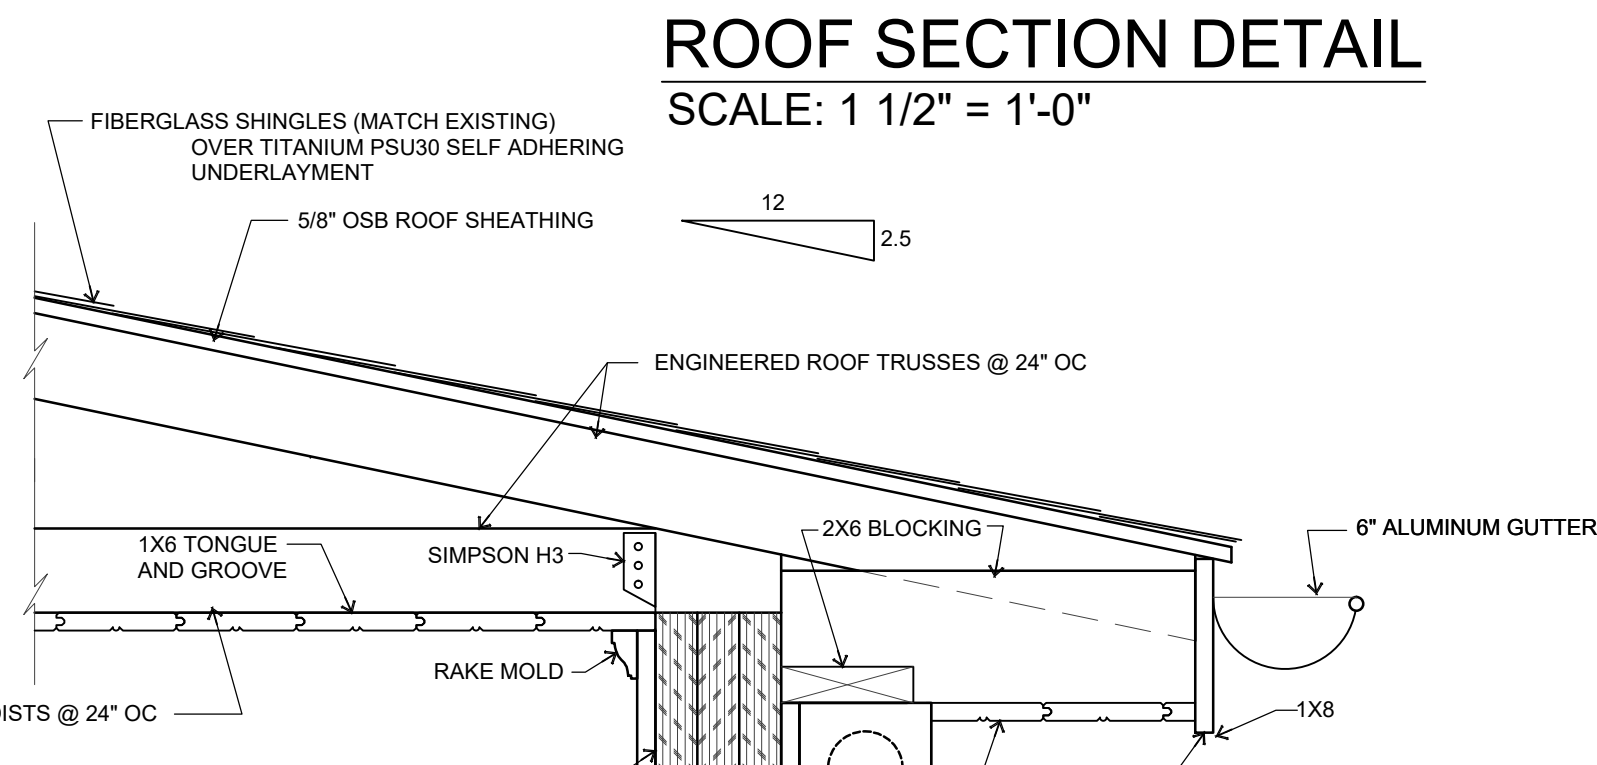 ROOF SECTION DETAIL
SCALE: 1 1/2" = 1'-0"
FIBERGLASS SHINGLES (MATCH EXISTING)
OVER TITANIUM PSU30 SELF ADHERING
UNDERLAYMENT
12
5/8" OSB ROOF SHEATHING
2.5
ENGINEERED ROOF TRUSSES @ 24" OC
2X6 BLOCKING
6" ALUMINUM GUTTER
1X6 TONGUE
AND GROOVE
SIMPSON H3
RAKE MOLD
@ 24" OC
1X8